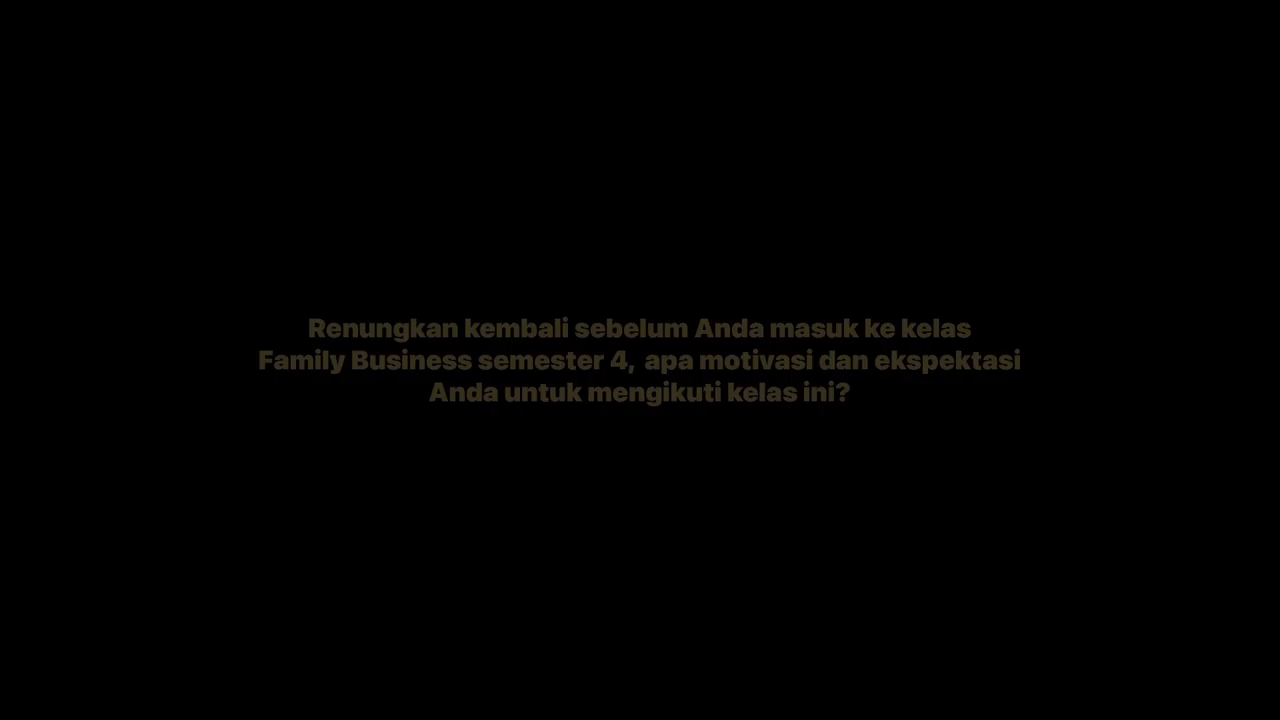 Renungkan kembali sebelum Anda masuk ke kelas
Family Business semester 4, apa motivasi dan ekspektasi
Anda untuk mengikuti kelas ini?